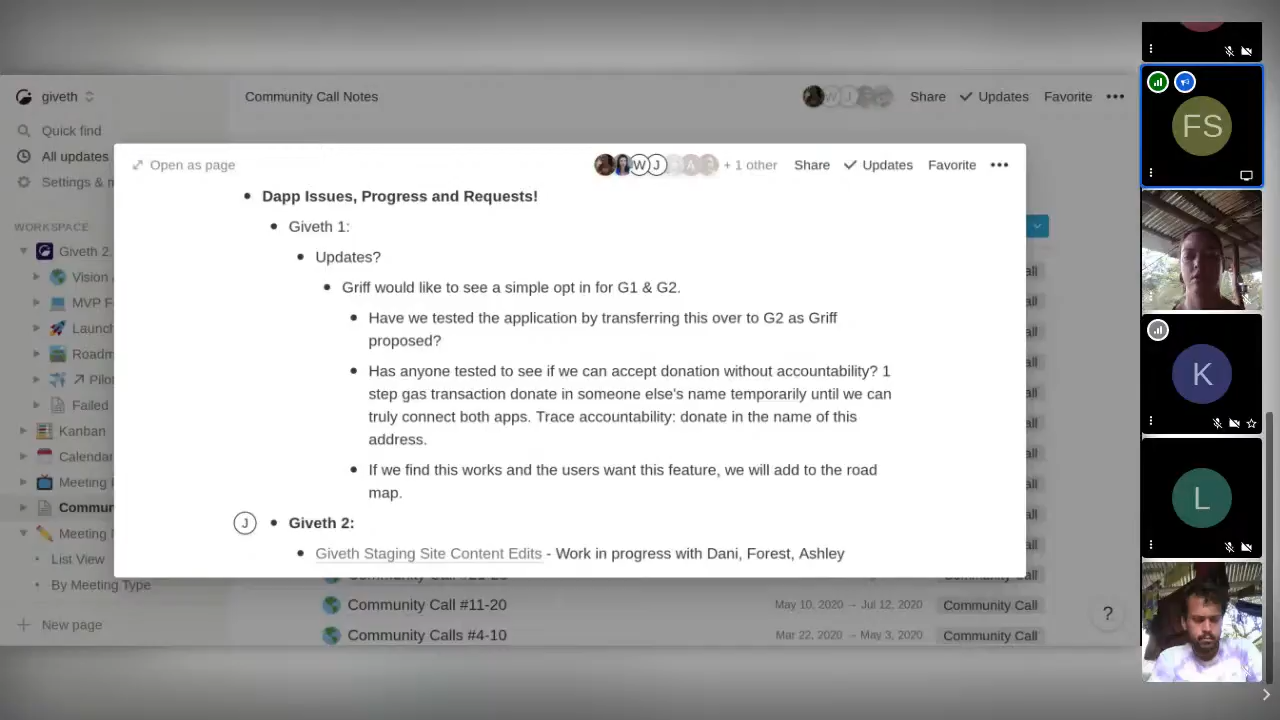 giveth
Community Call Notes
W J
Share
Updates
Favorite
Quick find
All updates
Settings & m
WORKSPACE
Giveth 2.
Vision
MVP F
Launch
Roadm
Pilot
Failed
Kanban
Calendar
Meeting
Commun
Meeting
List View
By Meeting Type
New page
Open as page
W J A + 1 other
Share
Updates
Favorite
Dapp Issues, Progress and Requests!
Giveth 1:
Updates?
Griff would like to see a simple opt in for G1 & G2.
Have we tested the application by transferring this over to G2 as Griff
proposed?
Has anyone tested to see if we can accept donation without accountability? 1
step gas transaction donate in someone else's name temporarily until we can
truly connect both apps. Trace accountability: donate in the name of this
address.
If we find this works and the users want this feature, we will add to the road
map.
J
Giveth 2:
Giveth Staging Site Content Edits - Work in progress with Dani, Forest, Ashley
Community Call #11-20
May 10, 2020 → Jul 12, 2020
Community Call
Community Calls #4-10
Mar 22, 2020 → May 3, 2020
Community Call
?
FS
K
L